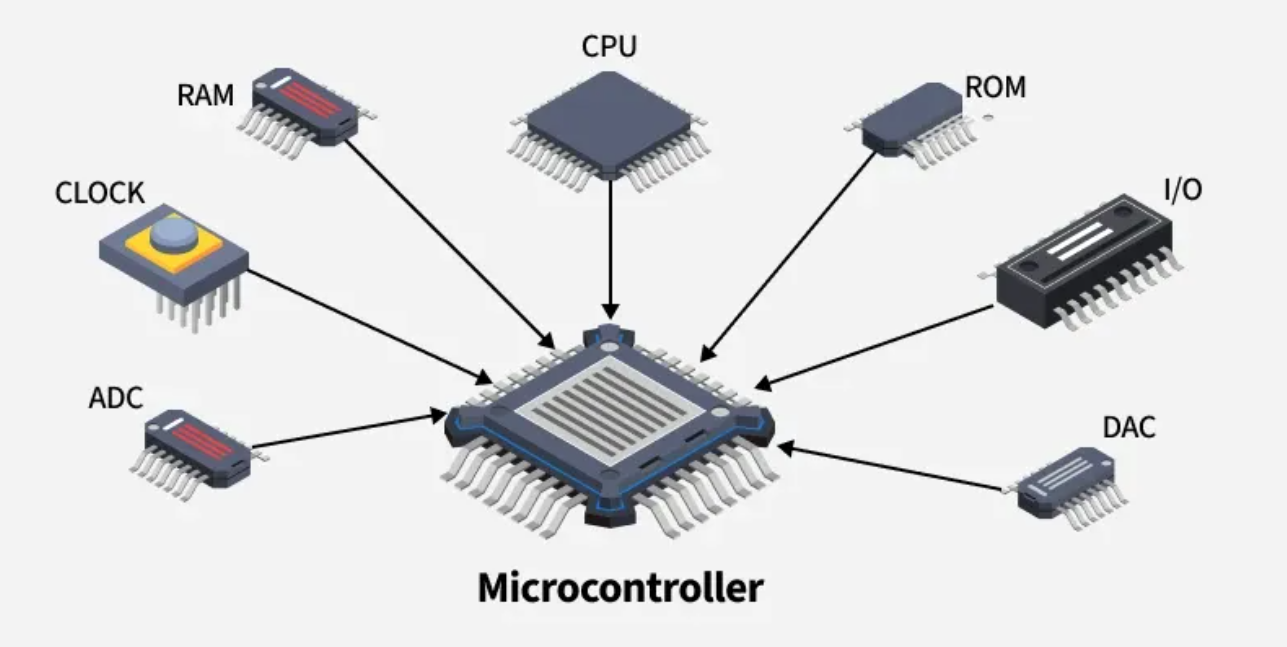 CPU
RAM
ROM
CLOCK
I/O
ADC
DAC
Microcontroller